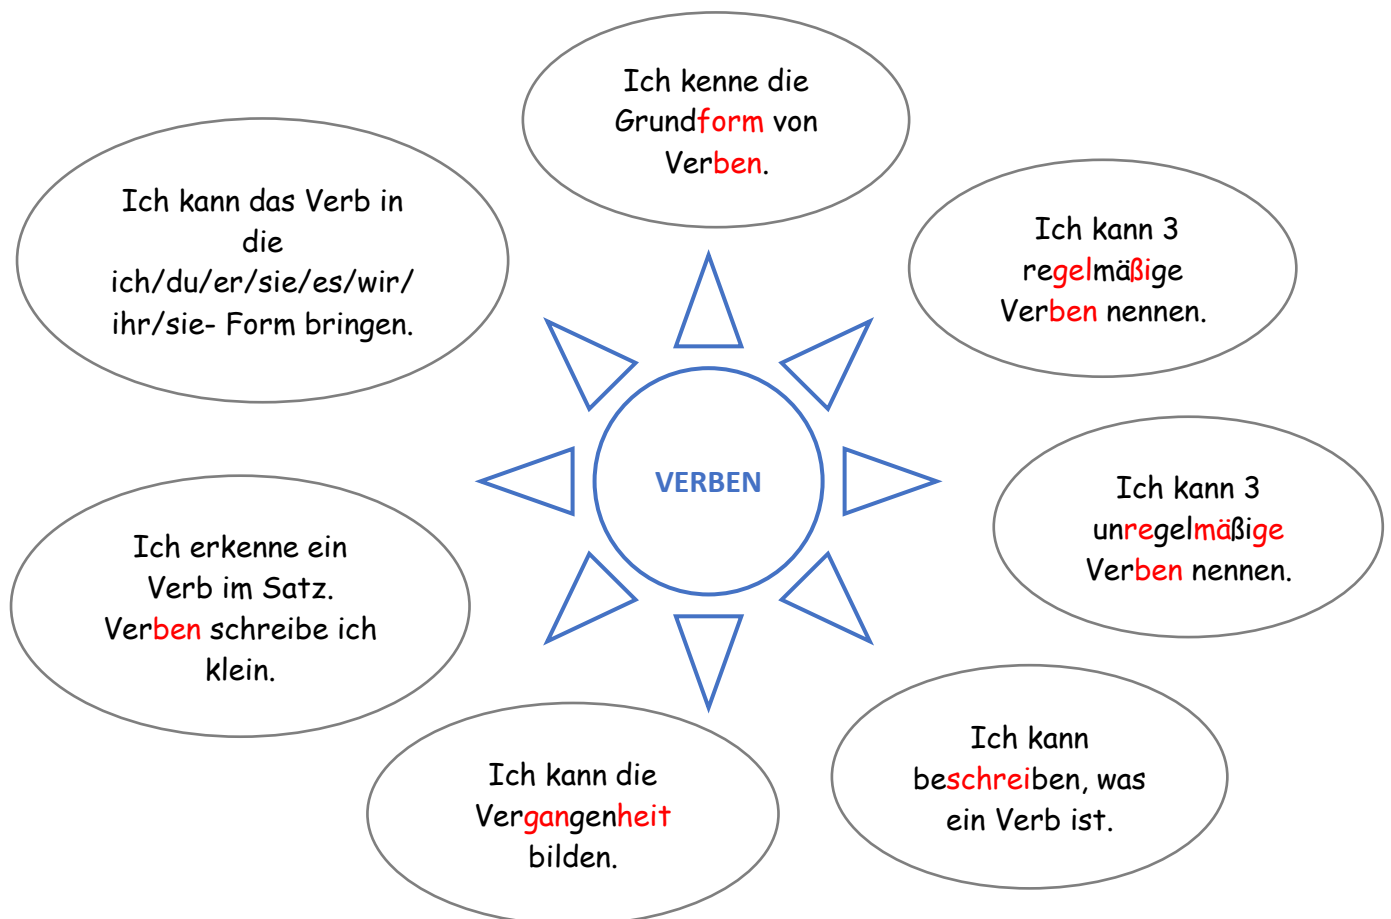 Ich kenne die
Grundform von
Verben.
Ich kann das Verb in
die
ich/du/er/sie/es/wir/
ihr/sie- Form bringen.
Ich kann 3
regelmäßige
Verben nennen.
VERBEN
Ich kann 3
unregelmäßige
Verben nennen.
Ich erkenne ein
Verb im Satz.
Verben schreibe ich
klein.
Ich kann
beschreiben, was
ein Verb ist.
Ich kann die
Vergangenheit
bilden.